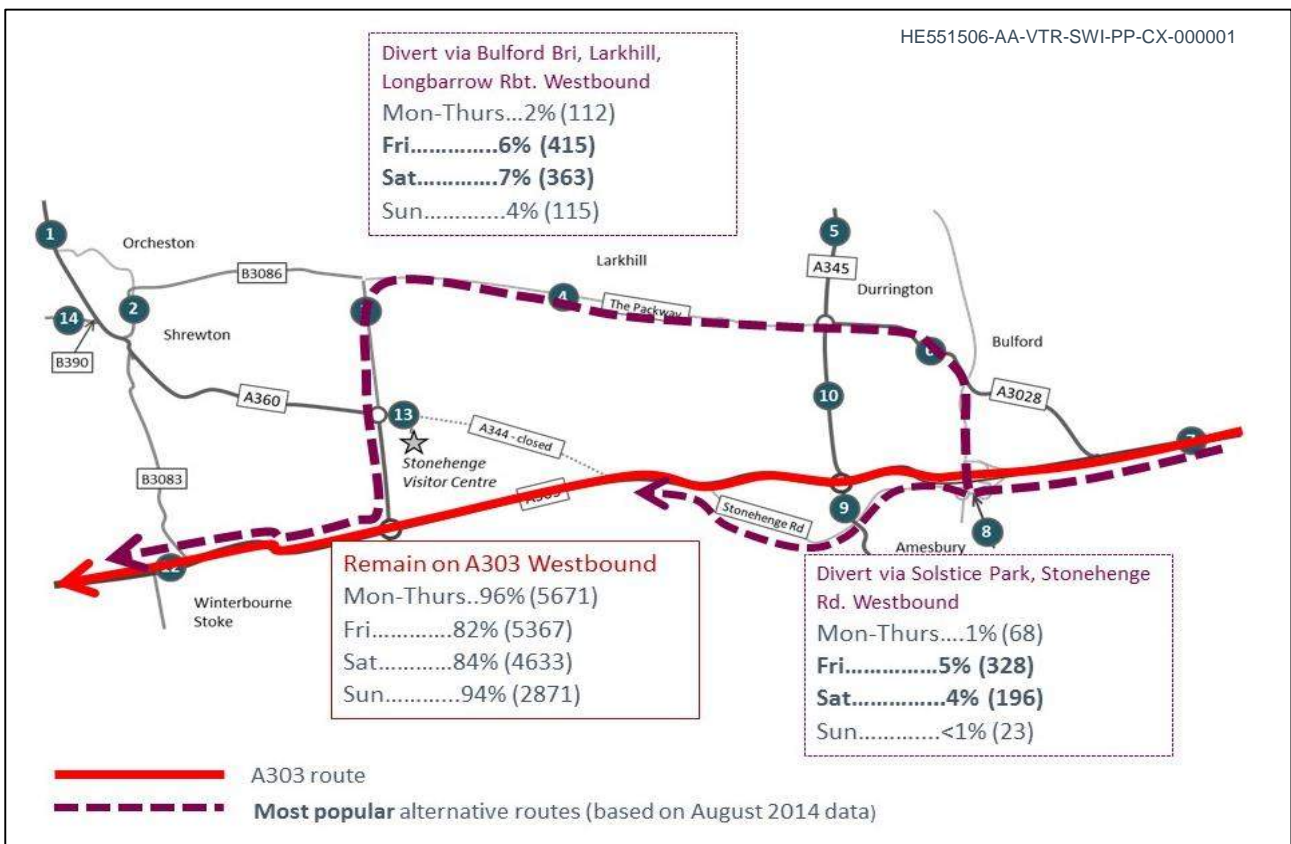 HE551506-AA-VTR-SWI-PP-CX-000001
Divert via Bulford Bri, Larkhill,
Longbarrow Rbt. Westbound
Mon-Thurs...2% (112)
Fri..............6% (415)
Sat.............7% (363)
Sun.............4% (115)
1
Orcheston
B3086
Larkhill
5
A345
Durrington
14
2
Shrewton
4
The Packway
6
Bulford
B390
A360
13
A344 - closed
10
A3028
Stonehenge
Visitor Centre
7
B3083
Stonehenge Rd
9
8
Amesbury
12
Winterbourne
Stoke
Remain on A303 Westbound
Mon-Thurs..96% (5671)
Fri.............82% (5367)
Sat............84% (4633)
Sun...........94% (2871)
Divert via Solstice Park, Stonehenge
Rd. Westbound
Mon-Thurs....1% (68)
Fri................5% (328)
Sat...............4% (196)
Sun.............<1% (23)
A303 route
Most popular alternative routes (based on August 2014 data)